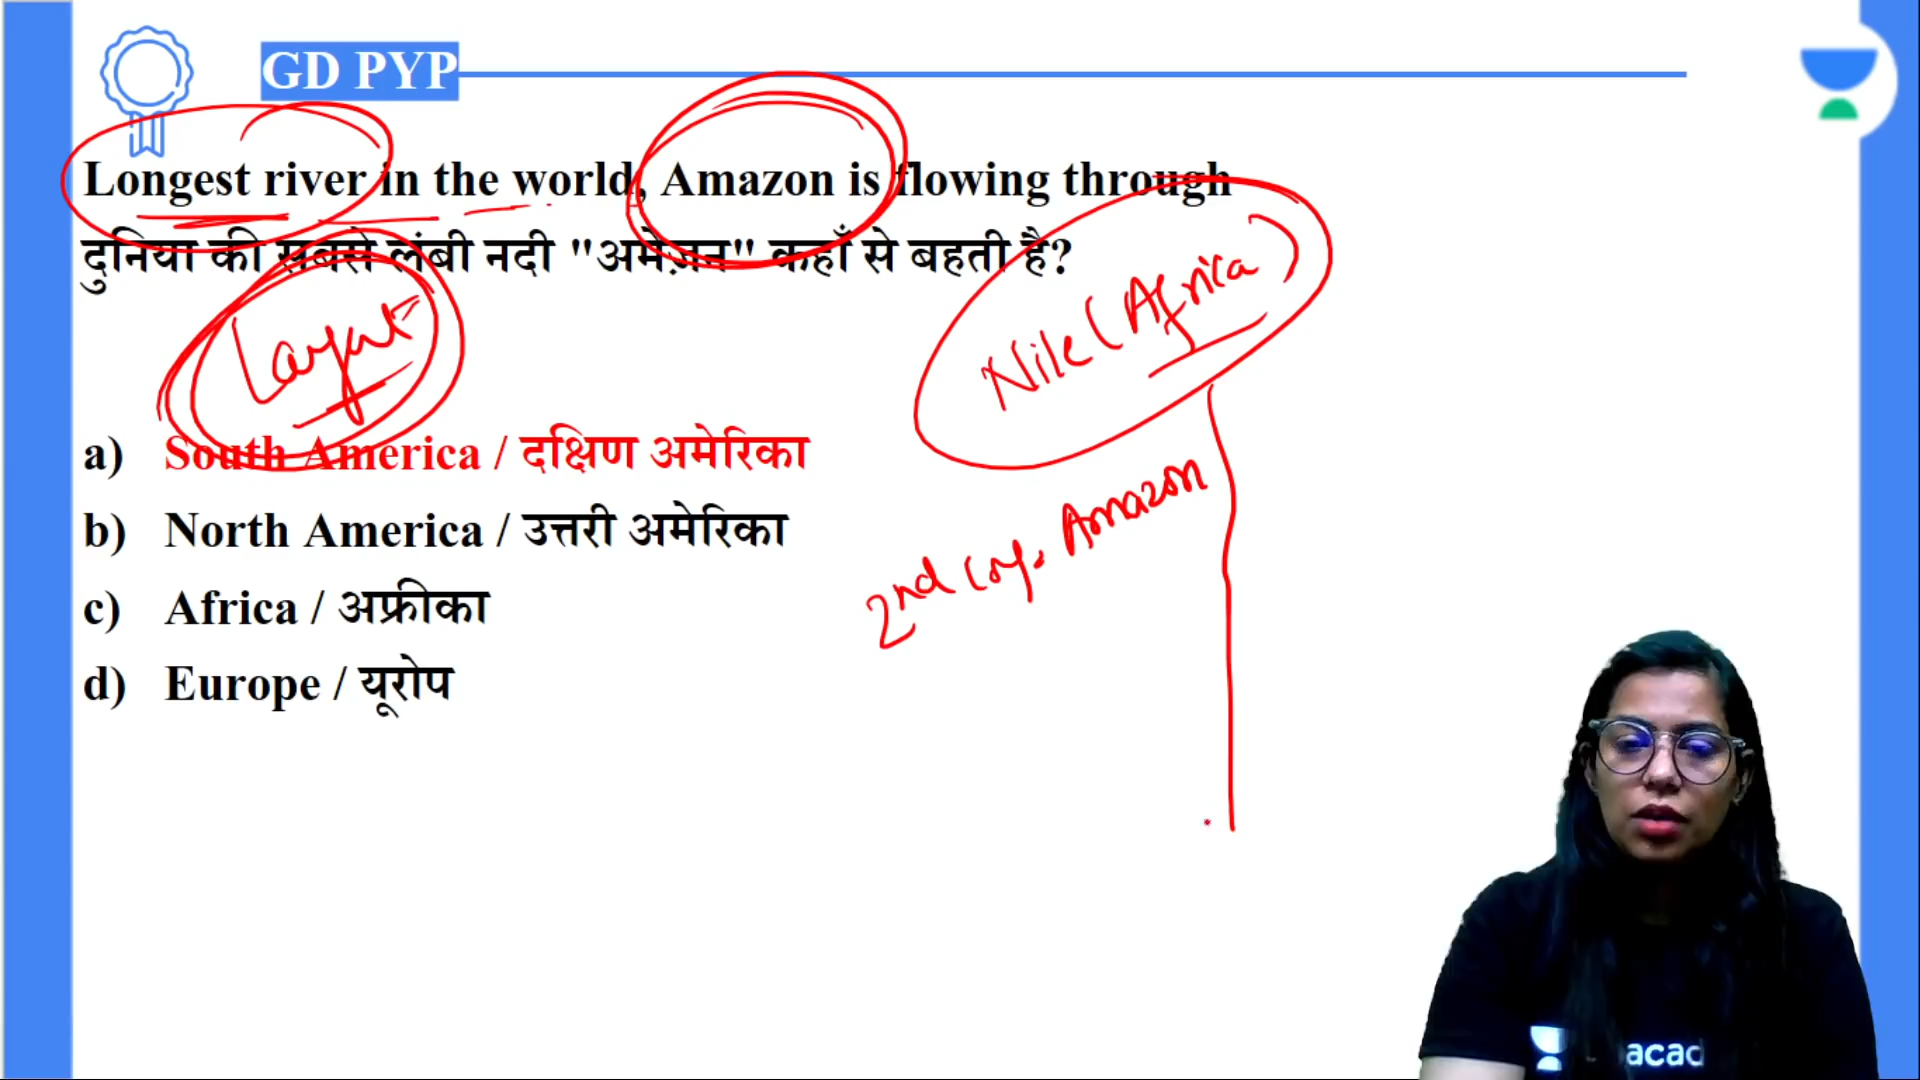 GD PYP
Longest river in the world, Amazon is flowing through
दुनिया की सबसे लंबी नदी "अमेज़न" कहाँ से बहती है?
Largest
Nile (Africa)
a) South America / दक्षिण अमेरिका
2nd Amazon
b) North America / उत्तरी अमेरिका
c) Africa / अफ्रीका
d) Europe / यूरोप
acad